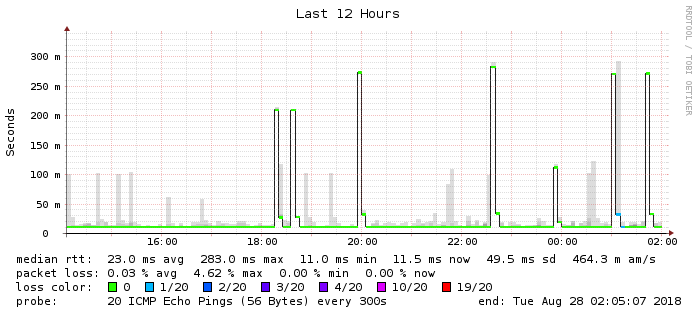 Last 12 Hours
RRDTOOL / TOBI OETIKER
300 m
250 m
200 m
150 m
100 m
50 m
0
Seconds
16:00 18:00 20:00 22:00 00:00 02:00
median rtt: 23.0 ms avg 283.0 ms max 11.0 ms min 11.5 ms now 49.5 ms sd 464.3 m am/s
packet loss: 0.03 % avg 4.62 % max 0.00 % min 0.00 % now
loss color: 0 1/20 2/20 3/20 4/20 10/20 19/20
probe: 20 ICMP Echo Pings (56 Bytes) every 300s end: Tue Aug 28 02:05:07 2018